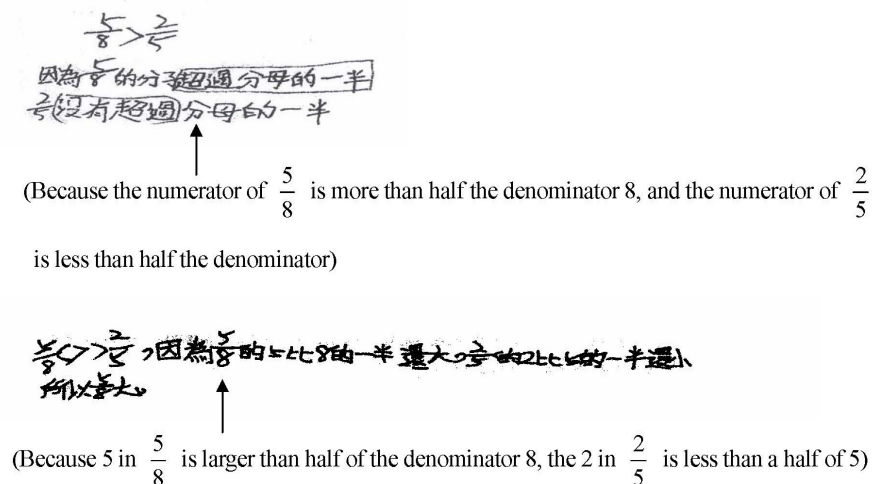 5/8 > 2/5
因為5/8的分子超過分母的一半
2/5沒有超過分母的一半
(Because the numerator of 5/8 is more than half the denominator 8, and the numerator of 2/5
is less than half the denominator)
5/8 > 2/5,因為5/8的5比8的一半還大。2/5的2比5的一半還小、
所以 大。
(Because 5 in 5/8 is larger than half of the denominator 8, the 2 in 2/5 is less than a half of 5)